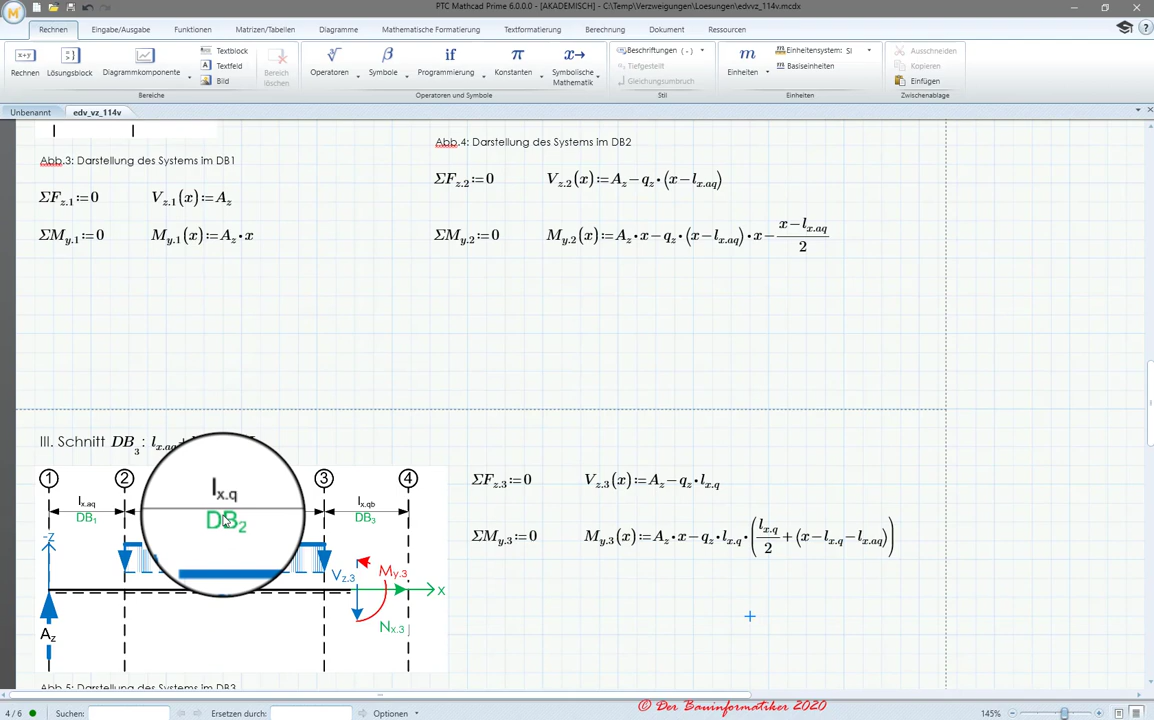 PTC Mathcad Prime 6.0.0.0 - [AKADEMISCH] - C:\Temp\Verzweigungen\Loesungen\edvvz_114v.mcdx
Rechnen Eingabe/Ausgabe Funktionen Matrizen/Tabellen Diagramme Mathematische Formatierung Textformatierung Berechnung Dokument Ressourcen
Rechnen Lösungsblock Diagrammkomponente Textblock Textfeld Bild Bereich löschen
Operatoren Symbole Programmierung Konstanten Symbolische Mathematik
Beschriftungen (-) Tiefgestellt Gleichungsumbruch
Einheiten Einheitensystem: SI Basiseinheiten
Ausschneiden Kopieren Einfügen
Bereiche Operatoren und Symbole Stil Einheiten Zwischenablage
Unbenannt edv_vz_114v
Abb.3: Darstellung des Systems im DB1
Abb.4: Darstellung des Systems im DB2
ΣF_z.1:=0 V_z.1(x):=A_z
ΣM_y.1:=0 M_y.1(x):=A_z·x
ΣF_z.2:=0 V_z.2(x):=A_z−q_z·(x−l_x.aq)
ΣM_y.2:=0 M_y.2(x):=A_z·x−q_z·(x−l_x.aq)·x−(x−l_x.aq)/2
III. Schnitt DB_3: l_x.aq
1 2 3 4
l_x.aq l_x.q l_x.qb
DB_1 DB_2 DB_3
-z
V_z.3 M_y.3 x
A_z N_x.3
ΣF_z.3:=0 V_z.3(x):=A_z−q_z·l_x.q
ΣM_y.3:=0 M_y.3(x):=A_z·x−q_z·l_x.q·(l_x.q/2+(x−l_x.q−l_x.aq))
Abb.5: Darstellung des Systems im DB3
4 / 6 Suchen: Ersetzen durch: Optionen 145%
© Der Bauinformatiker 2020